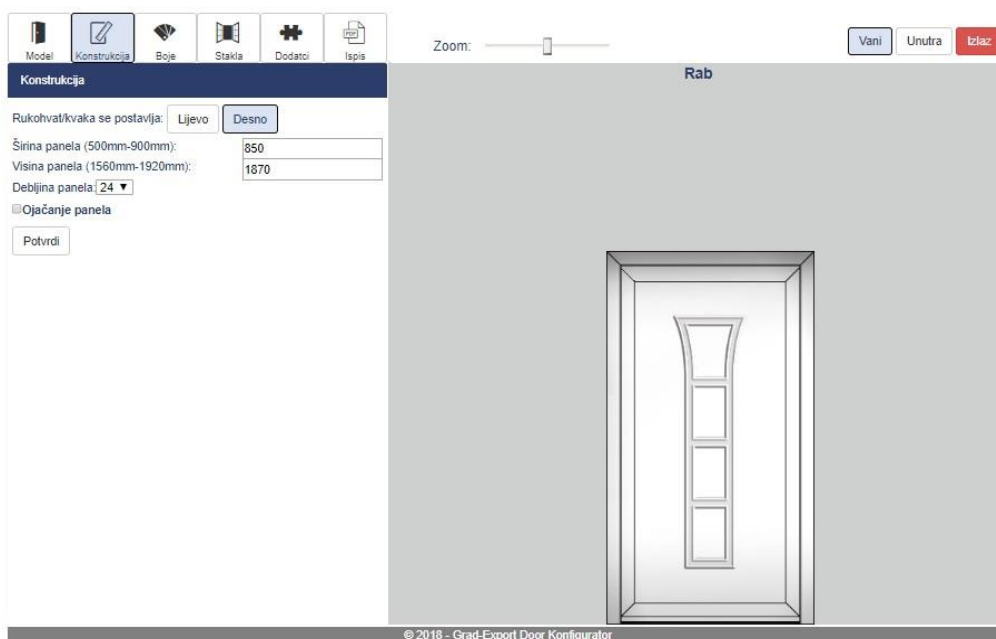 Model Konstrukcija Boje Stakla Dodatci Ispis
Zoom:
Vani Unutra Izlaz
Konstrukcija
Rab
Rukohvat/kvaka se postavlja: Lijevo Desno
Širina panela (500mm-900mm): 850
Visina panela (1560mm-1920mm): 1870
Debljina panela: 24
Ojačanje panela
Potvrdi
© 2018 - Grad-Export Door Konfigurator